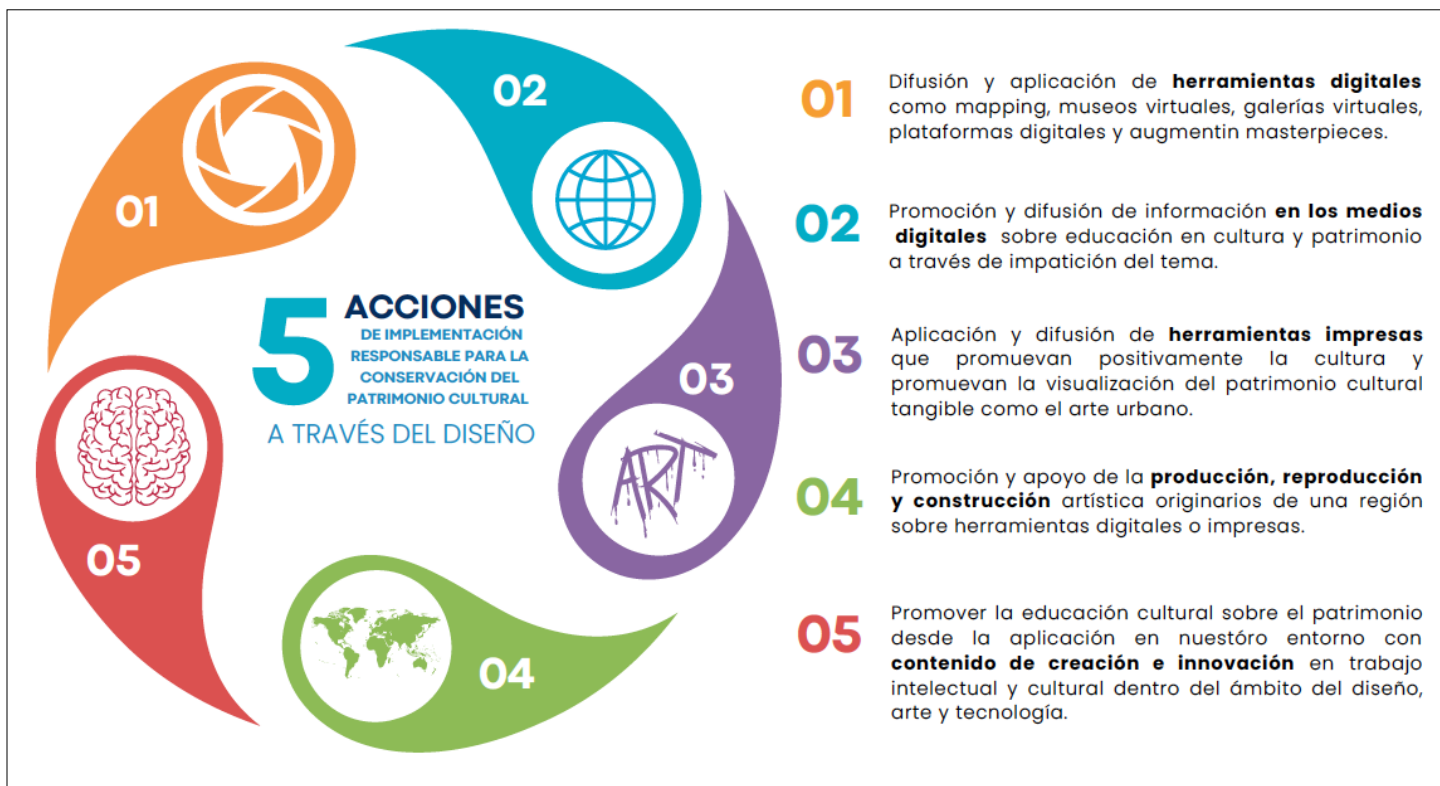 01
02
03
04
05
5
ACCIONES
DE IMPLEMENTACIÓN
RESPONSABLE PARA LA
CONSERVACIÓN DEL
PATRIMONIO CULTURAL
A TRAVÉS DEL DISEÑO
ART
01
Difusión y aplicación de herramientas digitales
como mapping, museos virtuales, galerías virtuales,
plataformas digitales y augmentin masterpieces.
02
Promoción y difusión de información en los medios
digitales sobre educación en cultura y patrimonio
a través de impatición del tema.
03
Aplicación y difusión de herramientas impresas
que promuevan positivamente la cultura y
promuevan la visualización del patrimonio cultural
tangible como el arte urbano.
04
Promoción y apoyo de la producción, reproducción
y construcción artística originarios de una región
sobre herramientas digitales o impresas.
05
Promover la educación cultural sobre el patrimonio
desde la aplicación en nuestóro entorno con
contenido de creación e innovación en trabajo
intelectual y cultural dentro del ámbito del diseño,
arte y tecnología.